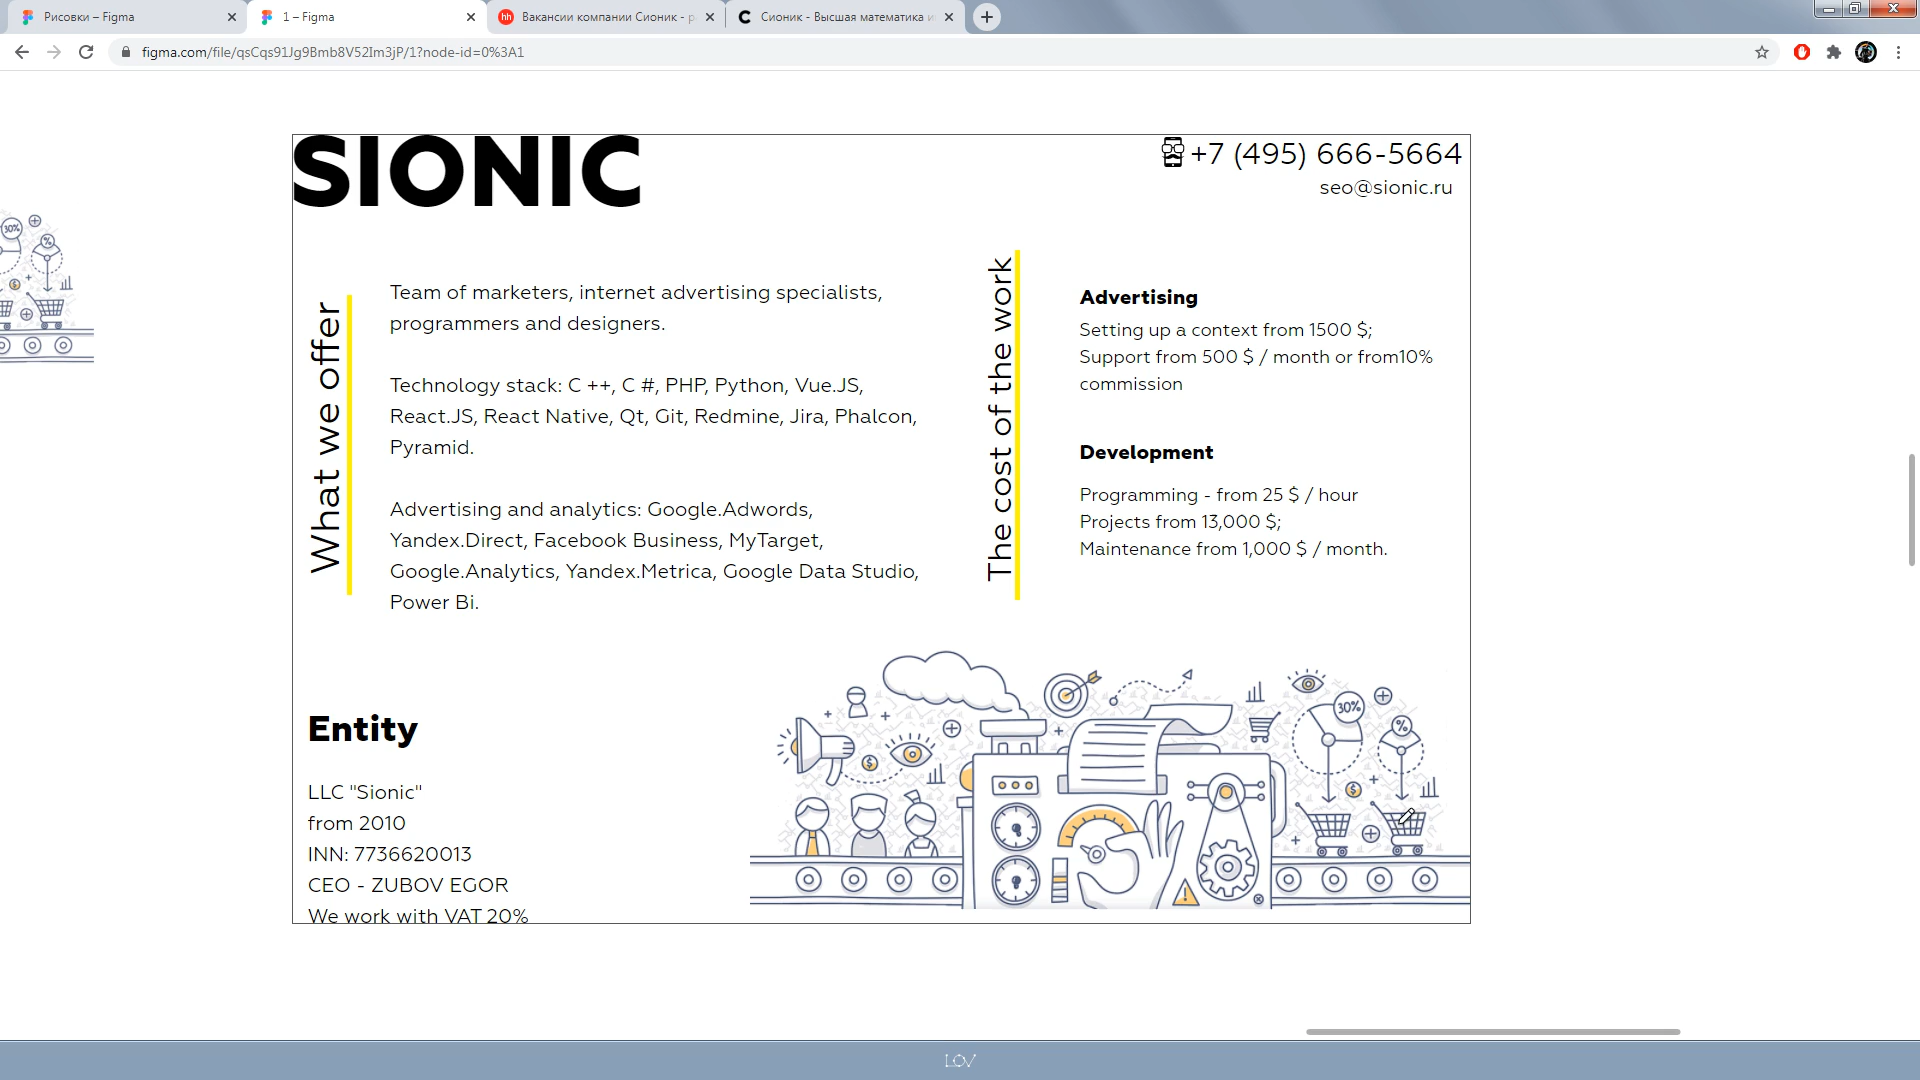 Рисовки – Figma
1 – Figma
Вакансии компании Сионик - р
Сионик - Высшая математика и
figma.com/file/qsCqs91Jg9Bmb8V52Im3jP/1?node-id=0%3A1
SIONIC
+7 (495) 666-5664
seo@sionic.ru
What we offer
Team of marketers, internet advertising specialists,
programmers and designers.
Technology stack: C ++, C #, PHP, Python, Vue.JS,
React.JS, React Native, Qt, Git, Redmine, Jira, Phalcon,
Pyramid.
Advertising and analytics: Google.Adwords,
Yandex.Direct, Facebook Business, MyTarget,
Google.Analytics, Yandex.Metrica, Google Data Studio,
Power Bi.
The cost of the work
Advertising
Setting up a context from 1500 $;
Support from 500 $ / month or from10%
commission
Development
Programming - from 25 $ / hour
Projects from 13,000 $;
Maintenance from 1,000 $ / month.
Entity
LLC "Sionic"
from 2010
INN: 7736620013
CEO - ZUBOV EGOR
We work with VAT 20%
30%
%
$
$
30%
%
$
LOV